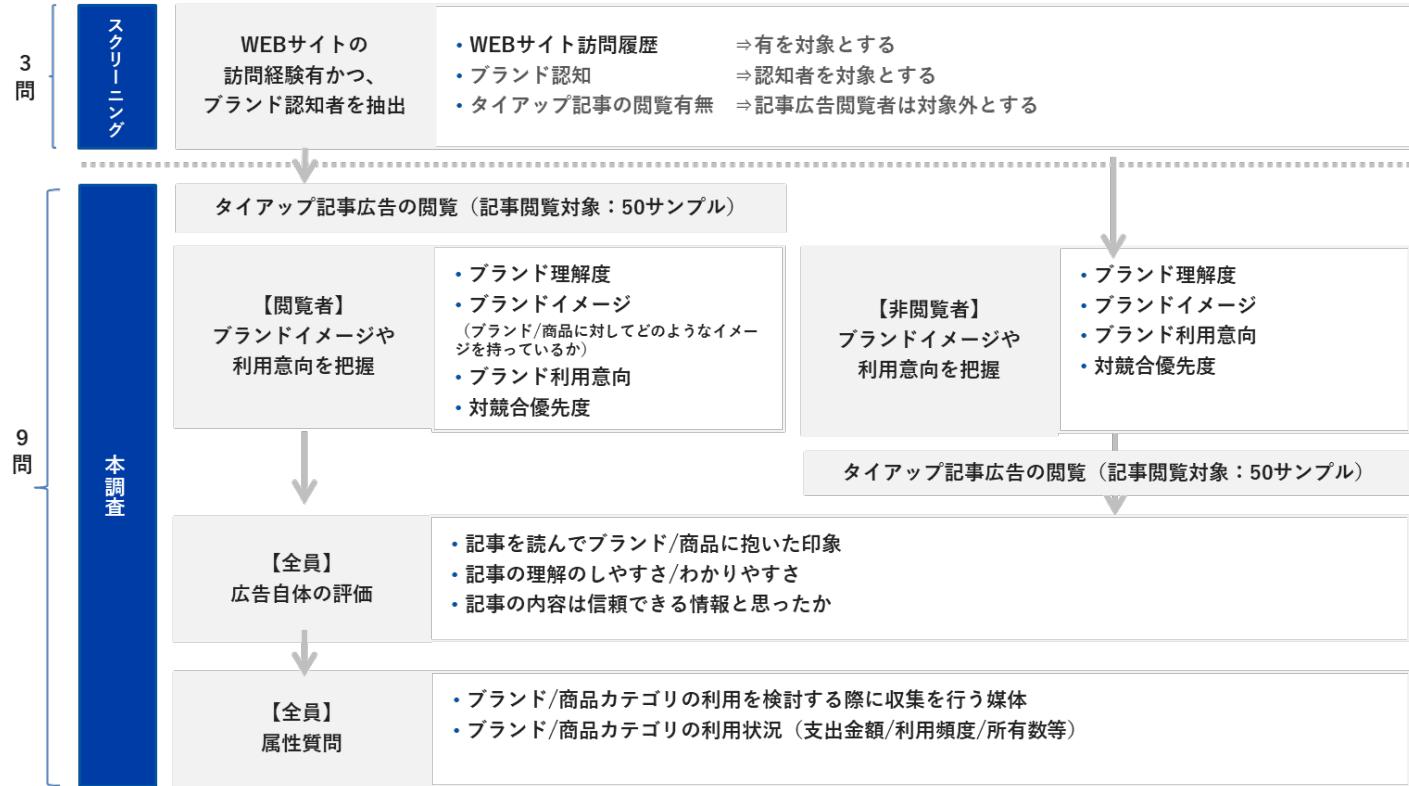 3
問
スクリーニング
WEBサイトの
訪問経験有かつ、
ブランド認知者を抽出
・WEBサイト訪問履歴 ⇒有を対象とする
・ブランド認知 ⇒認知者を対象とする
・タイアップ記事の閲覧有無 ⇒記事広告閲覧者は対象外とする
9
問
本調査
タイアップ記事広告の閲覧（記事閲覧対象：50サンプル）
【閲覧者】
ブランドイメージや
利用意向を把握
・ブランド理解度
・ブランドイメージ
（ブランド/商品に対してどのようなイメー
ジを持っているか）
・ブランド利用意向
・対競合優先度
【非閲覧者】
ブランドイメージや
利用意向を把握
・ブランド理解度
・ブランドイメージ
・ブランド利用意向
・対競合優先度
タイアップ記事広告の閲覧（記事閲覧対象：50サンプル）
【全員】
広告自体の評価
・記事を読んでブランド/商品に抱いた印象
・記事の理解のしやすさ/わかりやすさ
・記事の内容は信頼できる情報と思ったか
【全員】
属性質問
・ブランド/商品カテゴリの利用を検討する際に収集を行う媒体
・ブランド/商品カテゴリの利用状況（支出金額/利用頻度/所有数等）